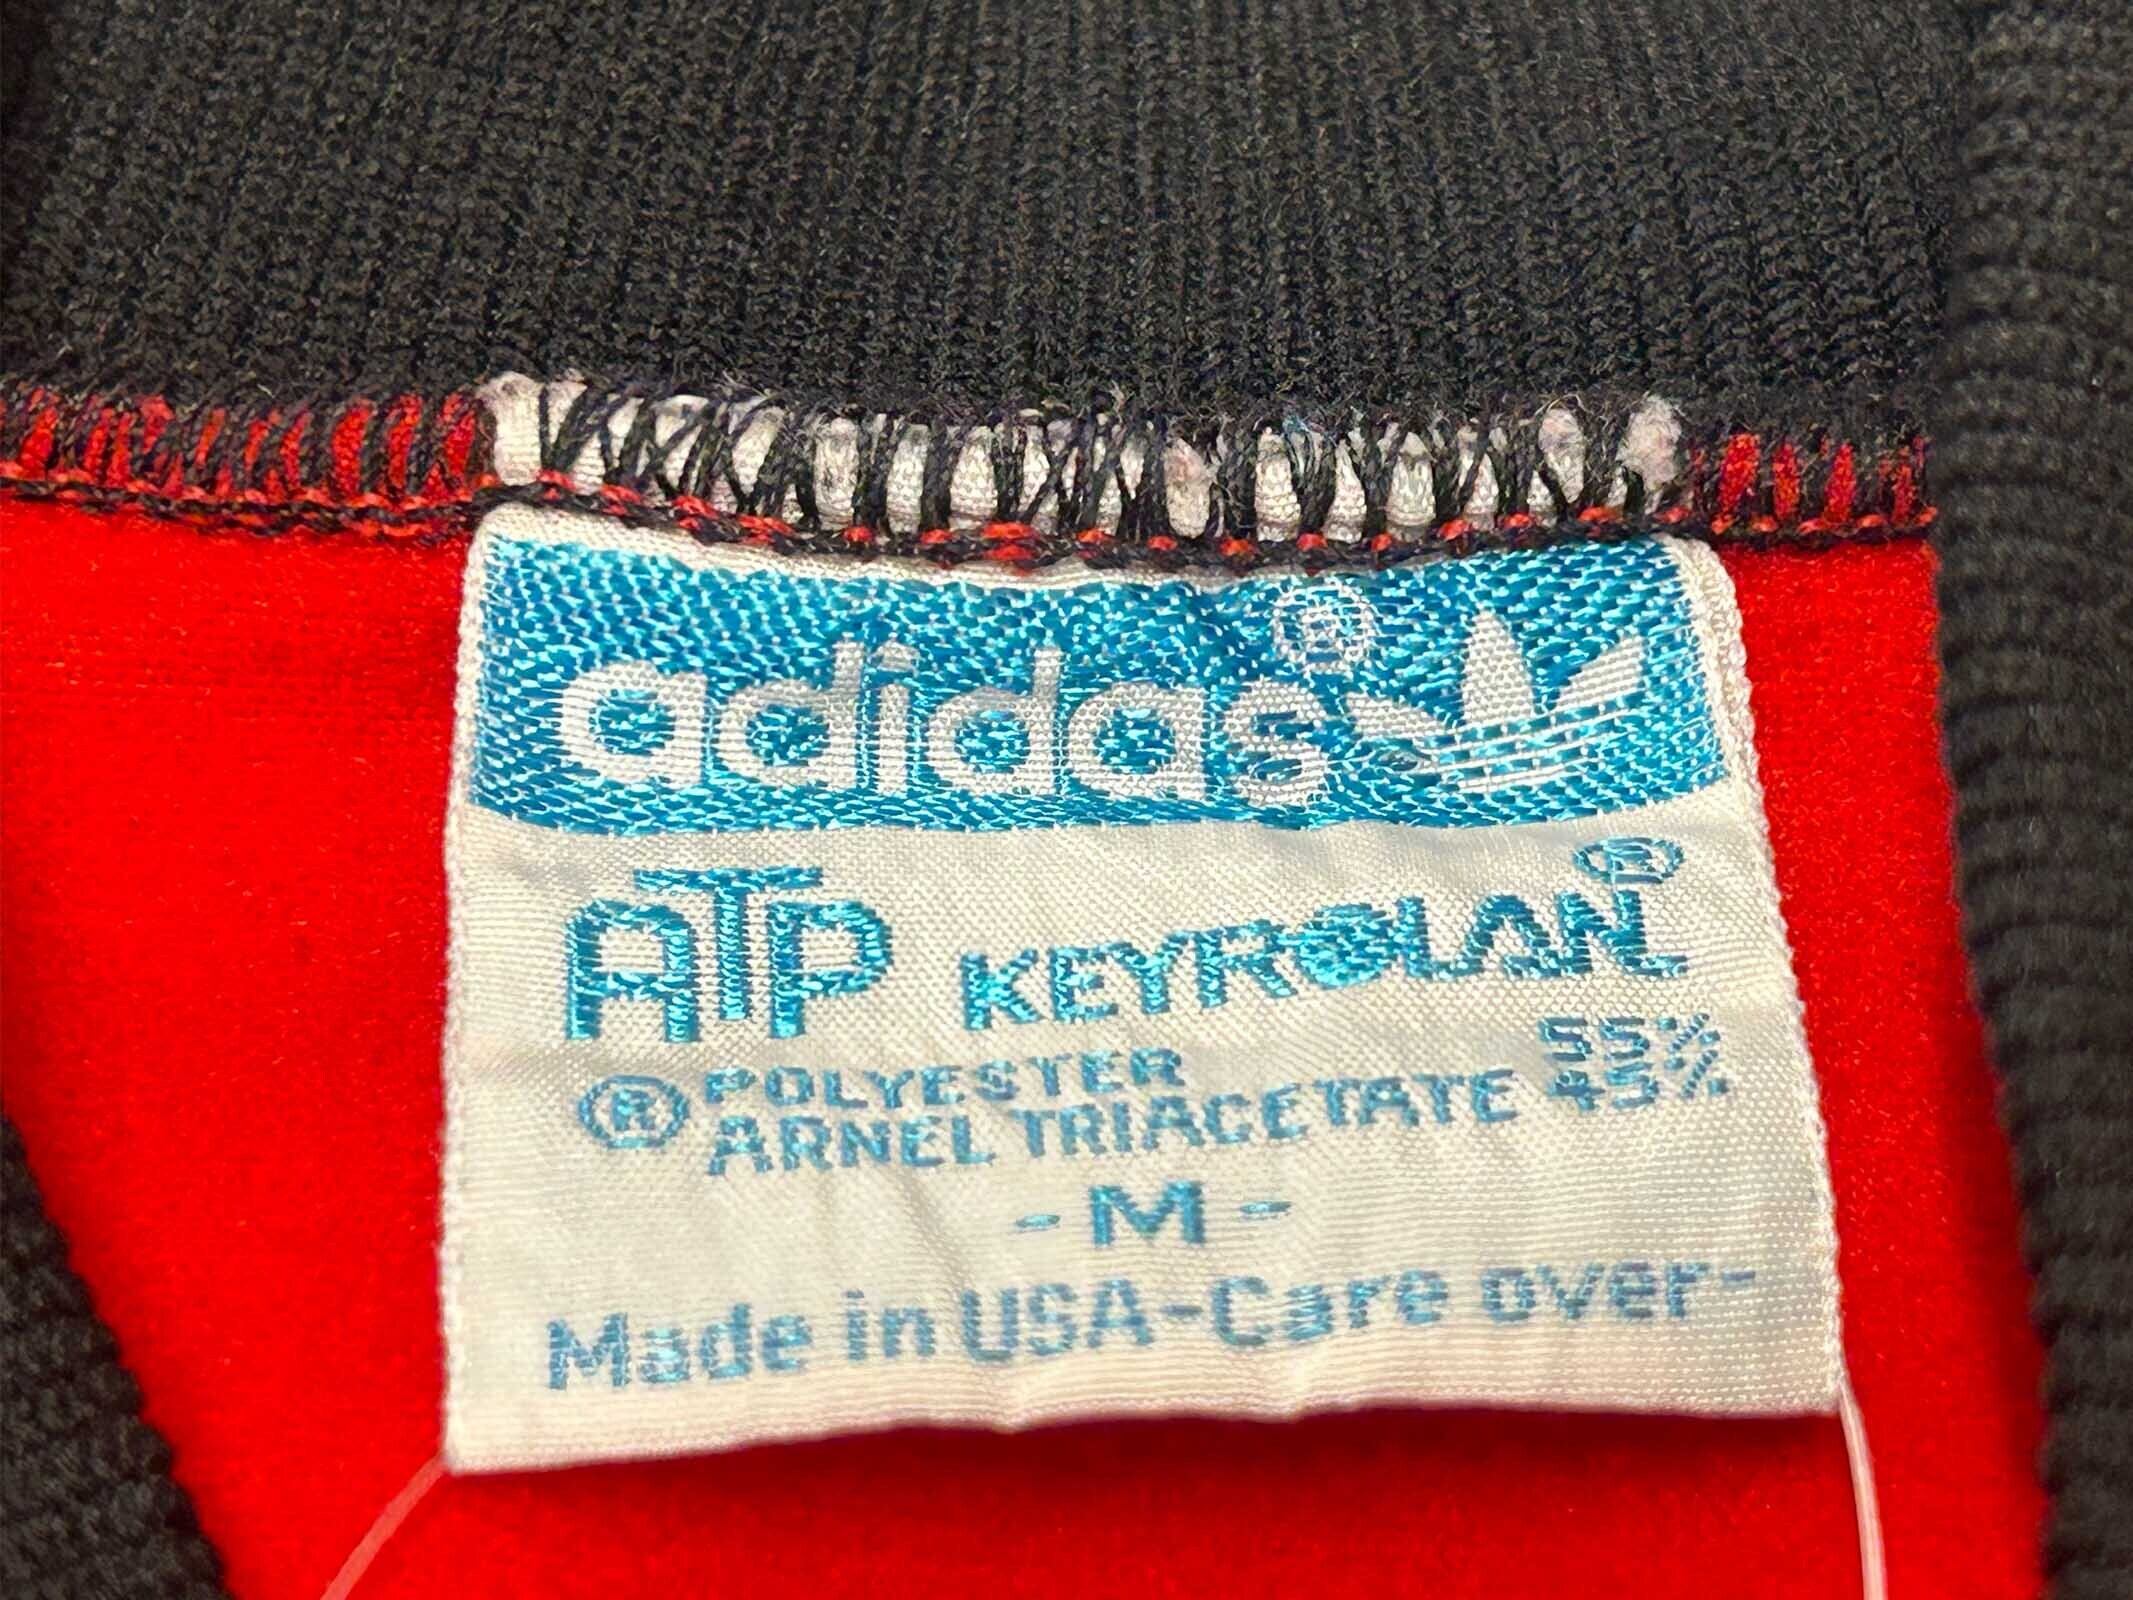 adidas®
ATP KEYROLAN®
® POLYESTER 55%
ARNEL TRIACETATE 45%
- M -
Made in USA-Care over-